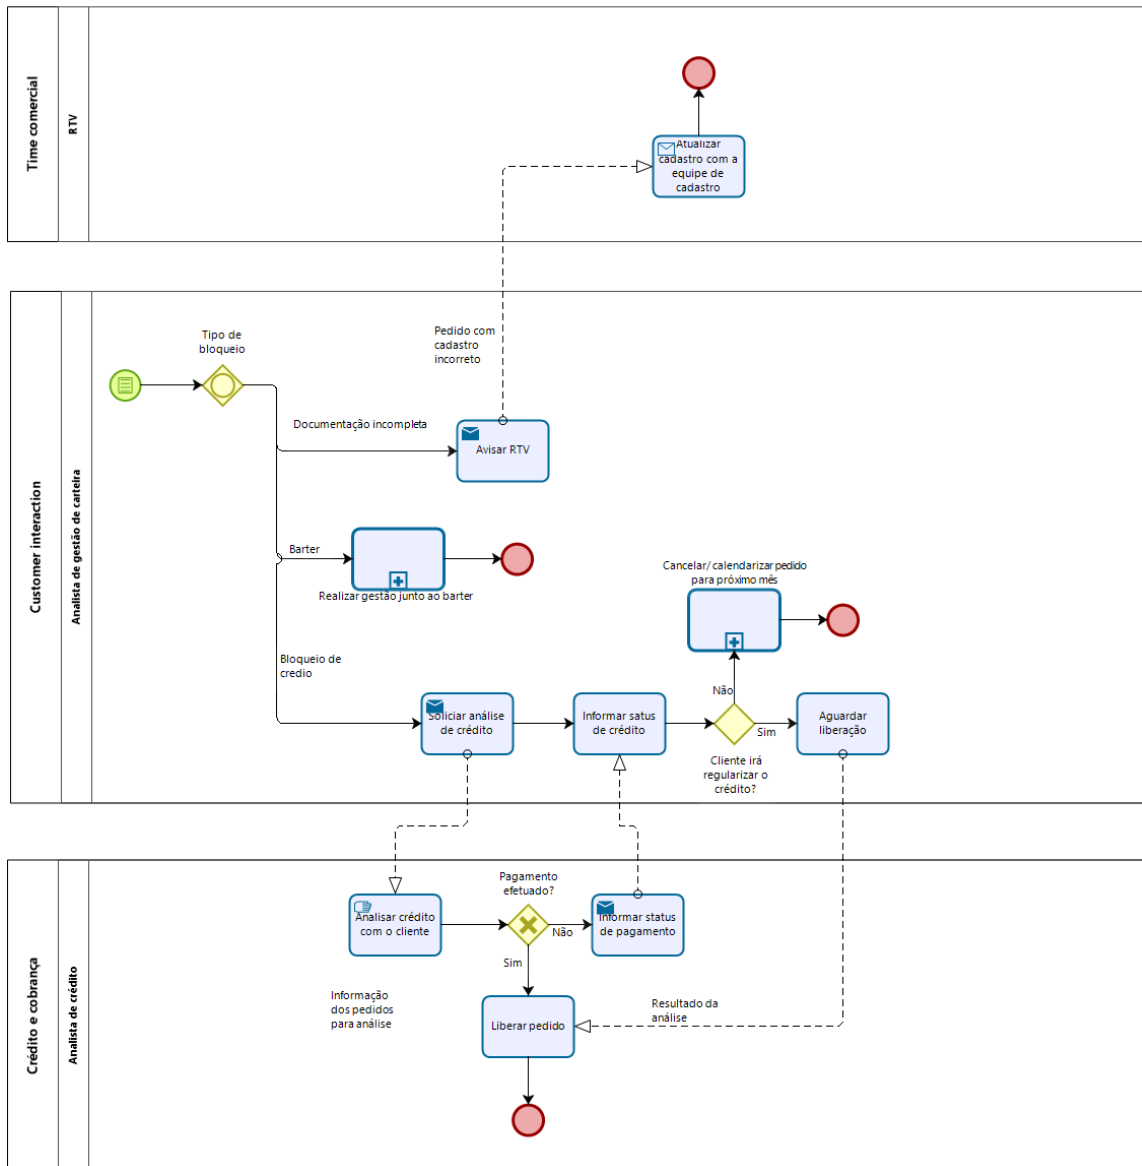 Time comercial
RTV
Atualizar
cadastro com a
equipe de
cadastro
Customer interaction
Analista de gestão de carteira
Tipo de
bloqueio
Pedido com
cadastro
incorreto
Documentação incompleta
Avisar RTV
Barter
Realizar gestão junto ao barter
Cancelar/calendarizar pedido
para próximo mês
Bloqueio de
credio
Soliciar análise
de crédito
Informar satus
de crédito
Não
Sim
Cliente irá
regularizar o
crédito?
Aguardar
liberação
Crédito e cobrança
Analista de crédito
Analisar crédito
com o cliente
Pagamento
efetuado?
Não
Informar status
de pagamento
Sim
Informação
dos pedidos
para análise
Liberar pedido
Resultado da
análise